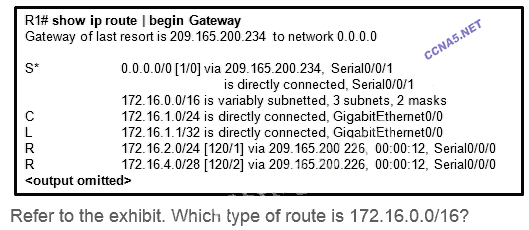 R1# show ip route | begin Gateway
Gateway of last resort is 209.165.200.234 to network 0.0.0.0
CCNA5.NET
S* 0.0.0.0/0 [1/0] via 209.165.200.234, Serial0/0/1
is directly connected, Serial0/0/1
172.16.0.0/16 is variably subnetted, 3 subnets, 2 masks
C 172.16.1.0/24 is directly connected, GigabitEthernet0/0
L 172.16.1.1/32 is directly connected, GigabitEthernet0/0
R 172.16.2.0/24 [120/1] via 209.165.200.226, 00:00:12, Serial0/0/0
R 172.16.4.0/28 [120/2] via 209.165.200.226, 00:00:12, Serial0/0/0
<output omitted>
Refer to the exhibit. Which type of route is 172.16.0.0/16?